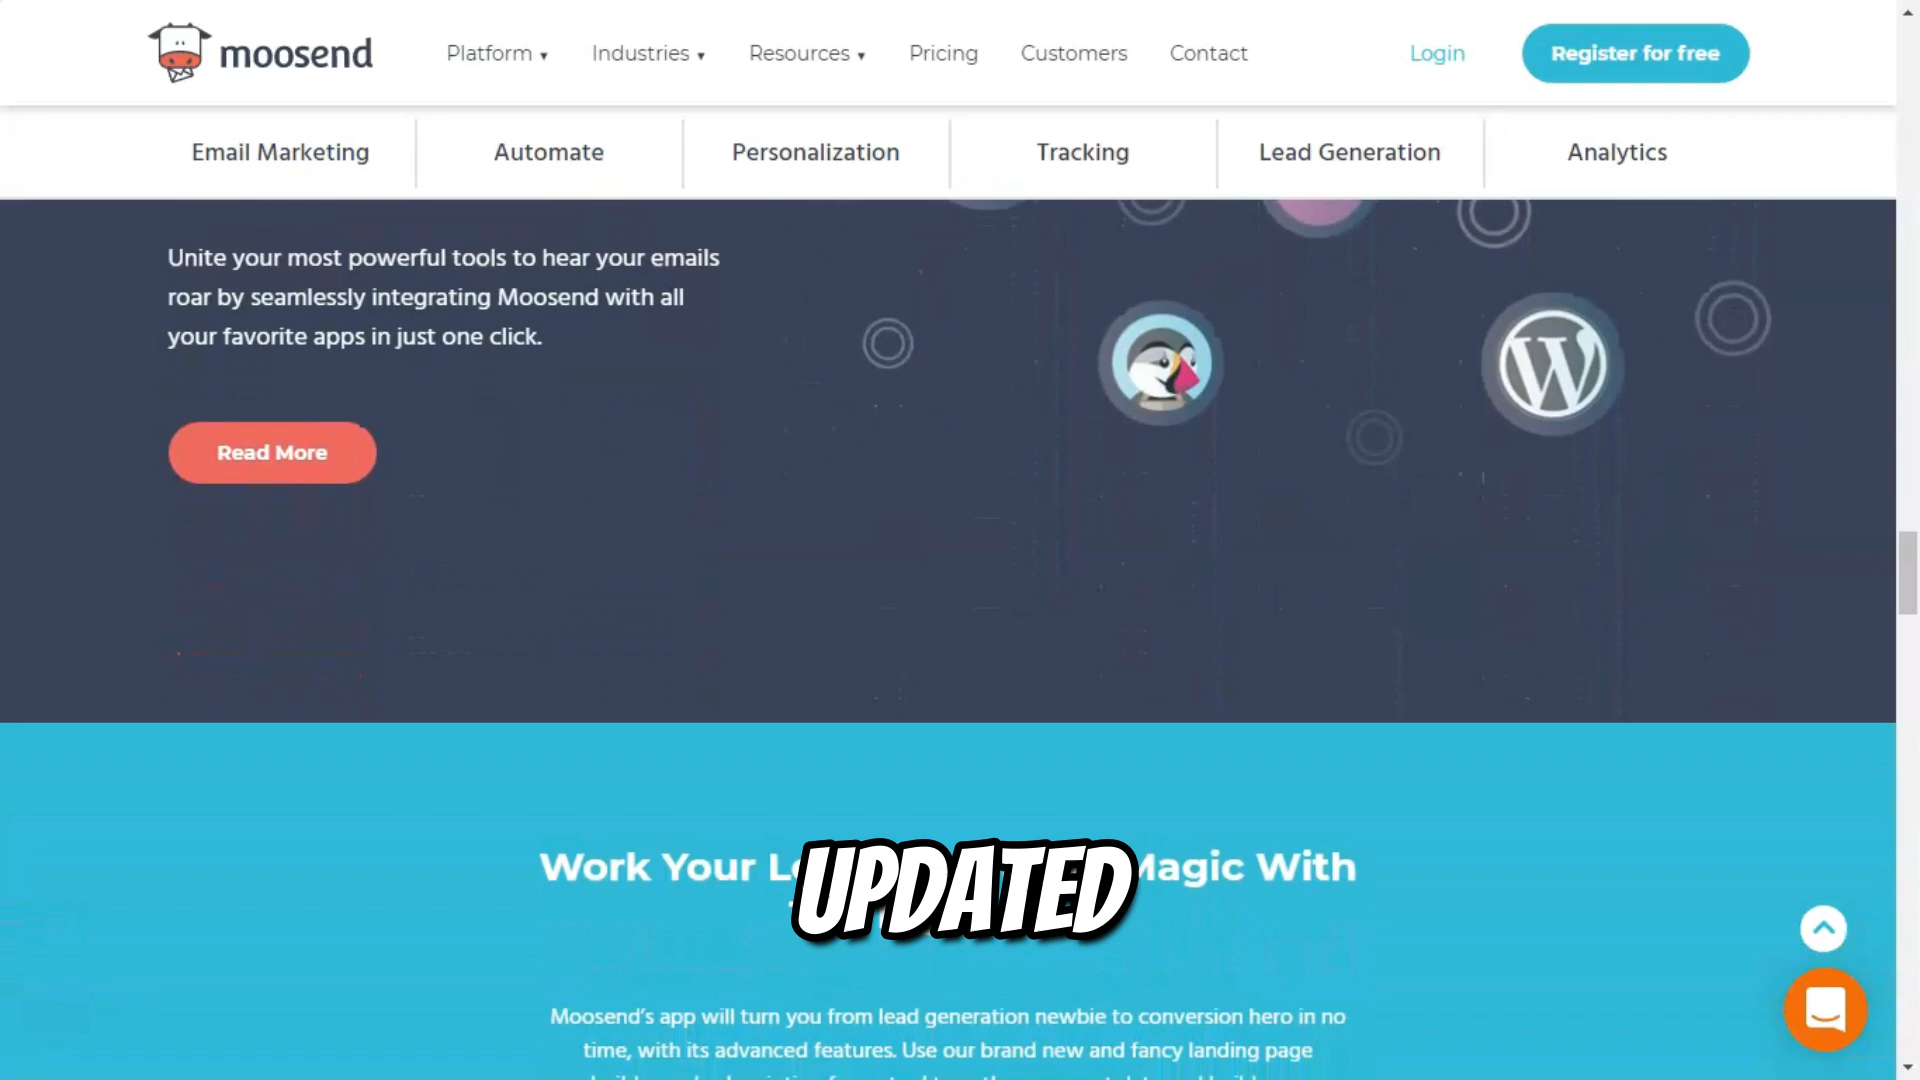 moosend
Platform ▾ Industries ▾ Resources ▾ Pricing Customers Contact Login Register for free
Email Marketing Automate Personalization Tracking Lead Generation Analytics
Unite your most powerful tools to hear your emails
roar by seamlessly integrating Moosend with all
your favorite apps in just one click.
Read More
Work Your Magic With
UPDATED
Moosend's app will turn you from lead generation newbie to conversion hero in no
time, with its advanced features. Use our brand new and fancy landing page